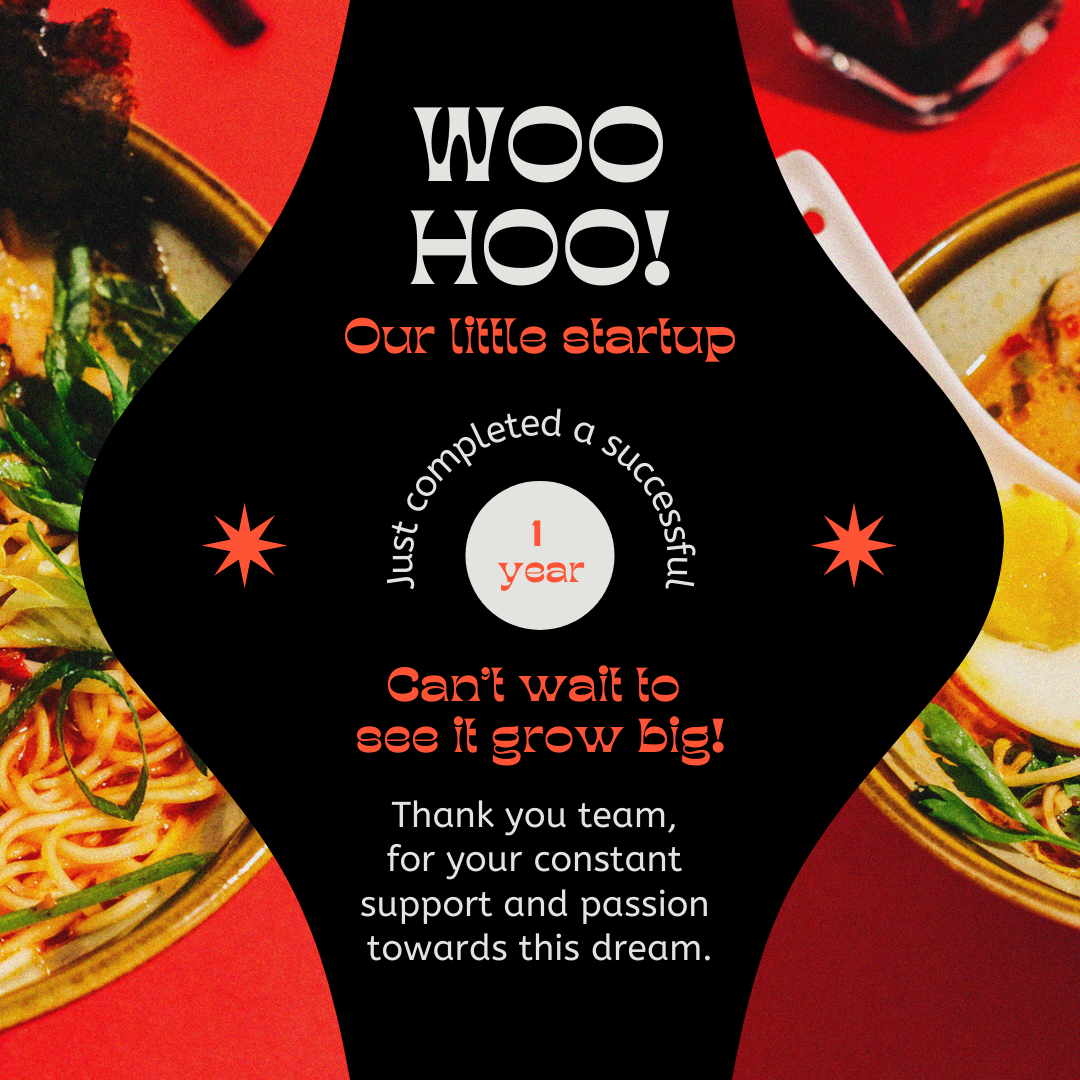 WOO
HOO!
Our little startup
Just completed a successful
1
year
Can't wait to
see it grow big!
Thank you team,
for your constant
support and passion
towards this dream.